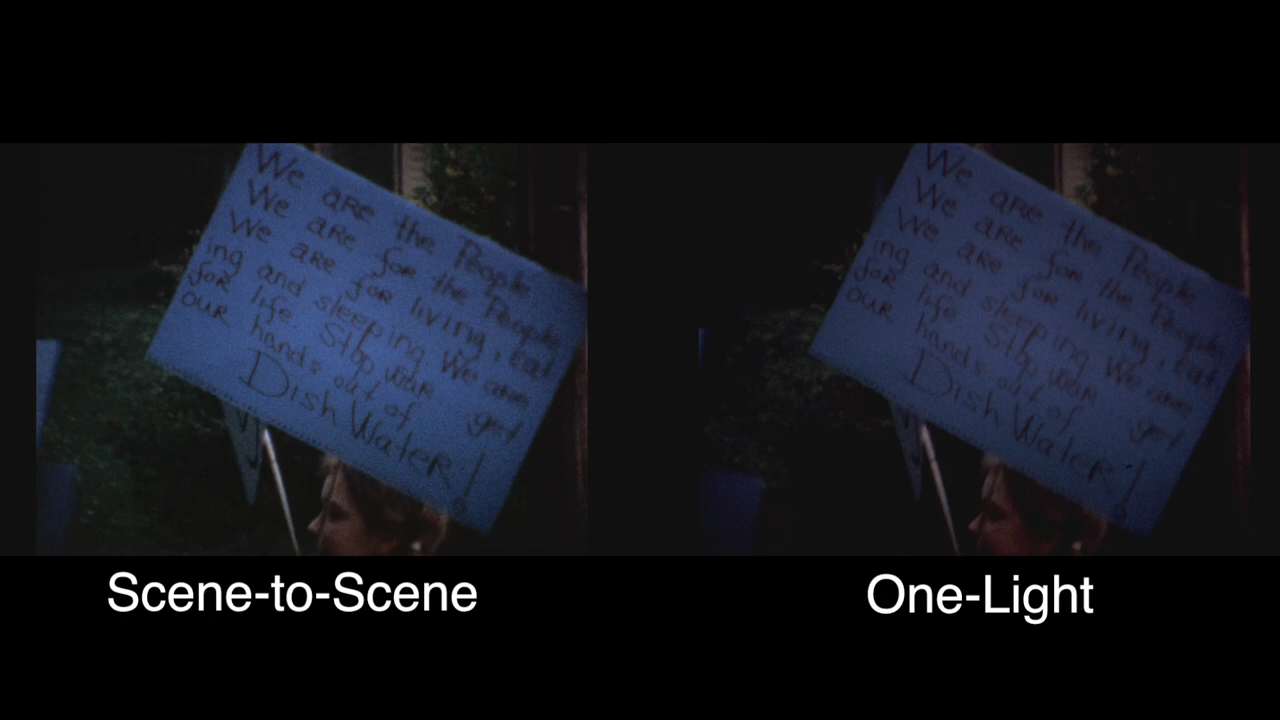 We are the People
We are for the People
We are for living, eat
ing and sleeping We are
for life Stop war get
our hands out of
Dish Water!
We are the People
We are for the People
We are for living, eat
ing and sleeping We are
for life Stop war get
our hands out of
Dish Water!
Scene-to-Scene
One-Light